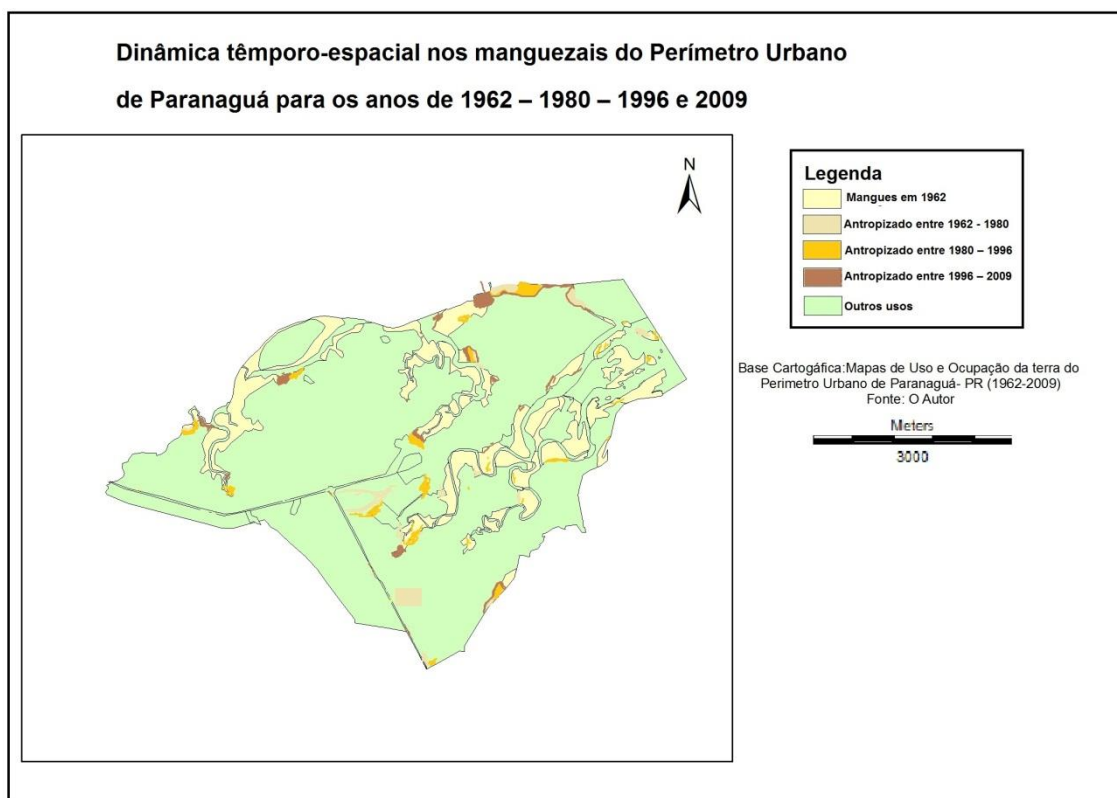 Dinâmica têmporo-espacial nos manguezais do Perímetro Urbano
de Paranaguá para os anos de 1962 – 1980 – 1996 e 2009
N
Legenda
Mangues em 1962
Antropizado entre 1962 - 1980
Antropizado entre 1980 – 1996
Antropizado entre 1996 – 2009
Outros usos
Base Cartogáfica:Mapas de Uso e Ocupação da terra do
Perimetro Urbano de Paranaguá- PR (1962-2009)
Fonte: O Autor
Meters
3000